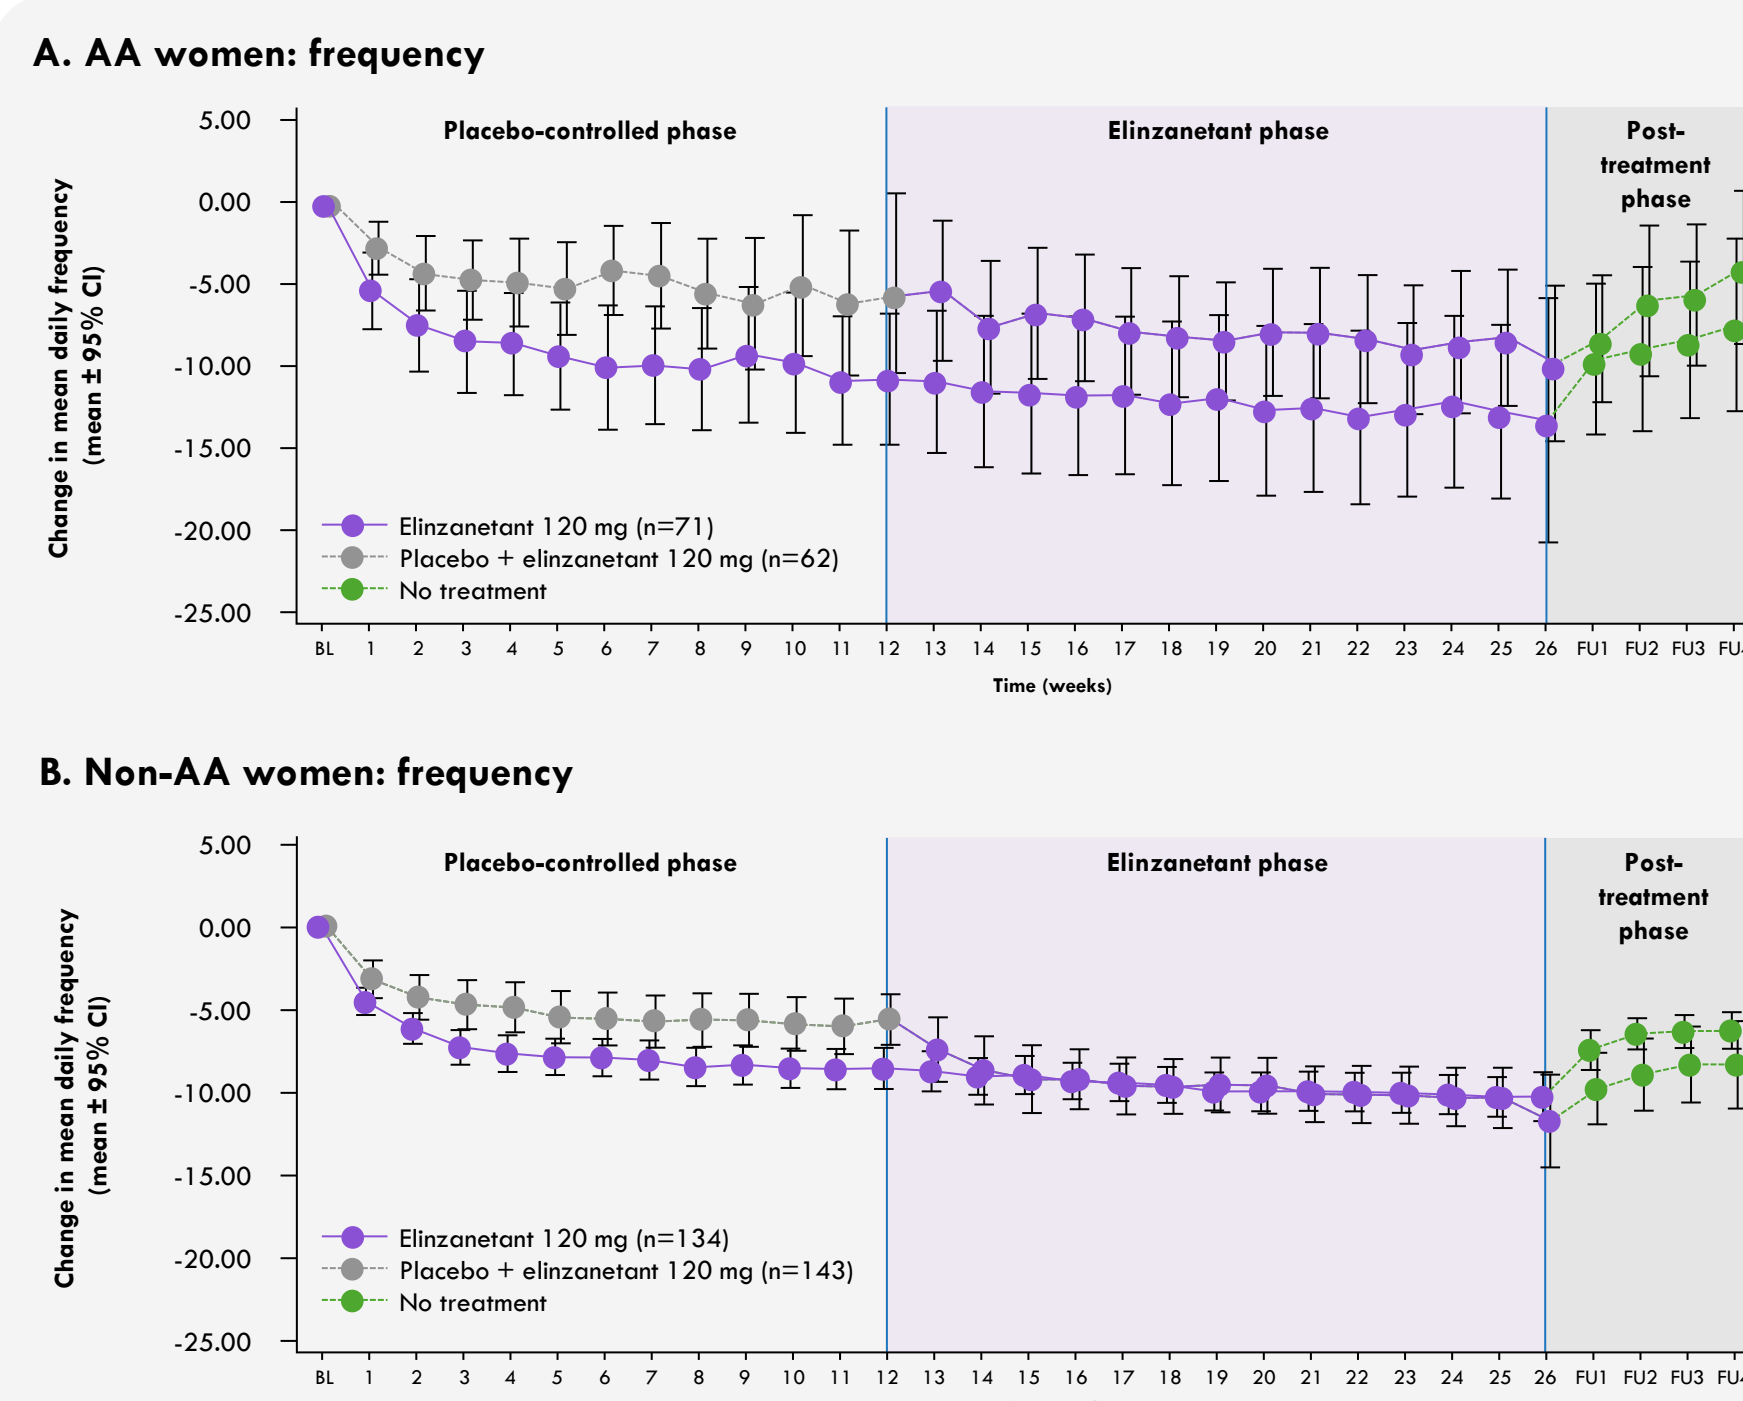 A. AA women: frequency
Change in mean daily frequency
(mean ± 95% CI)
5.00
0.00
-5.00
-10.00
-15.00
-20.00
-25.00
Placebo-controlled phase
Elinzanetant phase
Post-
treatment
phase
Elinzanetant 120 mg (n=71)
Placebo + elinzanetant 120 mg (n=62)
No treatment
BL 1 2 3 4 5 6 7 8 9 10 11 12 13 14 15 16 17 18 19 20 21 22 23 24 25 26 FU1 FU2 FU3
Time (weeks)
B. Non-AA women: frequency
Change in mean daily frequency
(mean ± 95% CI)
5.00
0.00
-5.00
-10.00
-15.00
-20.00
-25.00
Placebo-controlled phase
Elinzanetant phase
Post-
treatment
phase
Elinzanetant 120 mg (n=134)
Placebo + elinzanetant 120 mg (n=143)
No treatment
BL 1 2 3 4 5 6 7 8 9 10 11 12 13 14 15 16 17 18 19 20 21 22 23 24 25 26 FU1 FU2 FU3